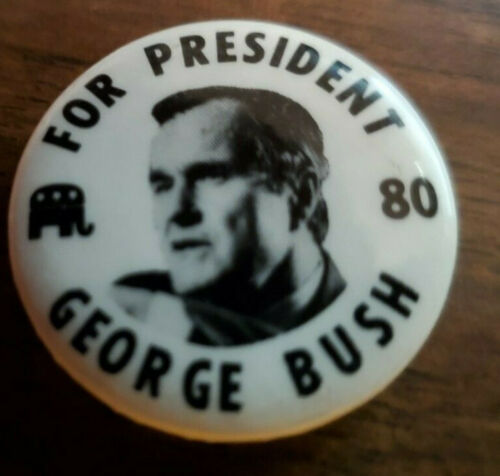 FOR PRESIDENT
80
GEORGE BUSH